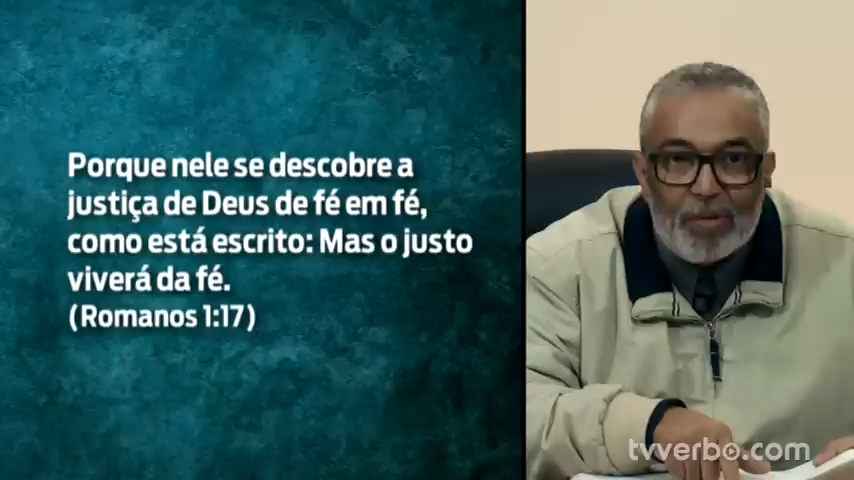 Porque nele se descobre a
justiça de Deus de fé em fé,
como está escrito: Mas o justo
viverá da fé.
(Romanos 1:17)
tvverbo.com